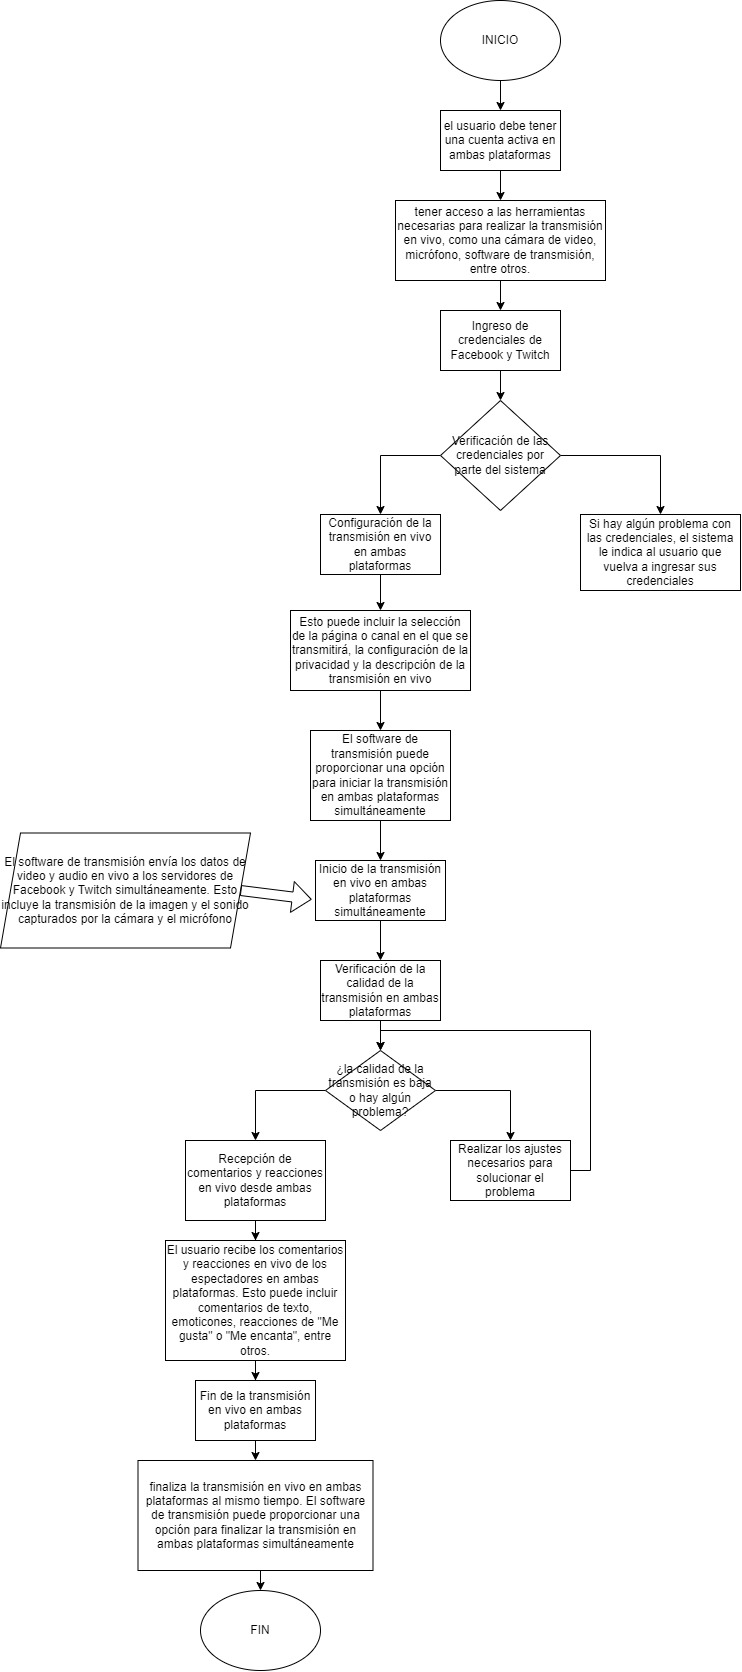 INICIO
el usuario debe tener
una cuenta activa en
ambas plataformas
tener acceso a las herramientas
necesarias para realizar la transmisión
en vivo, como una cámara de video,
micrófono, software de transmisión,
entre otros.
Ingreso de
credenciales de
Facebook y Twitch
Verificación de las
credenciales por
parte del sistema
Configuración de la
transmisión en vivo
en ambas
plataformas
Si hay algún problema con
las credenciales, el sistema
le indica al usuario que
vuelva a ingresar sus
credenciales
Esto puede incluir la selección
de la página o canal en el que se
transmitirá, la configuración de la
privacidad y la descripción de la
transmisión en vivo
El software de
transmisión puede
proporcionar una opción
para iniciar la transmisión
en ambas plataformas
simultáneamente
El software de transmisión envía los datos de
video y audio en vivo a los servidores de
Facebook y Twitch simultáneamente. Esto
incluye la transmisión de la imagen y el sonido
capturados por la cámara y el micrófono
Inicio de la transmisión
en vivo en ambas
plataformas
simultáneamente
Verificación de la
calidad de la
transmisión en ambas
plataformas
¿la calidad de la
transmisión es baja
o hay algún
problema?
Recepción de
comentarios y reacciones
en vivo desde ambas
plataformas
Realizar los ajustes
necesarios para
solucionar el
problema
El usuario recibe los comentarios
y reacciones en vivo de los
espectadores en ambas
plataformas. Esto puede incluir
comentarios de texto,
emoticones, reacciones de "Me
gusta" o "Me encanta", entre
otros.
Fin de la transmisión
en vivo en ambas
plataformas
finaliza la transmisión en vivo en ambas
plataformas al mismo tiempo. El software
de transmisión puede proporcionar una
opción para finalizar la transmisión en
ambas plataformas simultáneamente
FIN